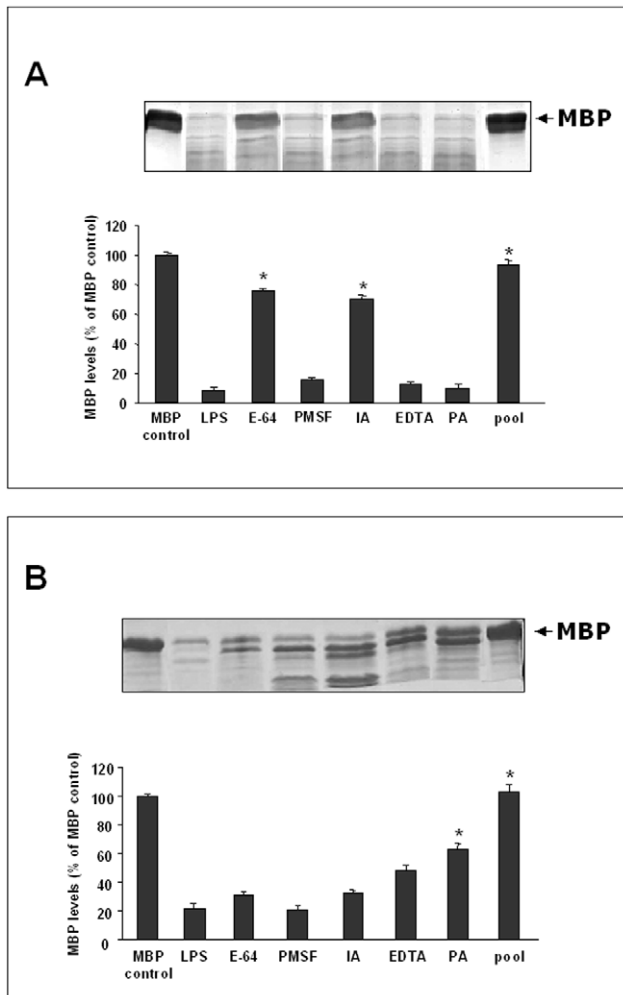 A
MBP
MBP levels (% of MBP control)
120
100
80
60
40
20
0
* * *
MBP control LPS E-64 PMSF IA EDTA PA pool
B
MBP
MBP levels (% of MBP control)
120
100
80
60
40
20
0
* *
MBP control LPS E-64 PMSF IA EDTA PA pool